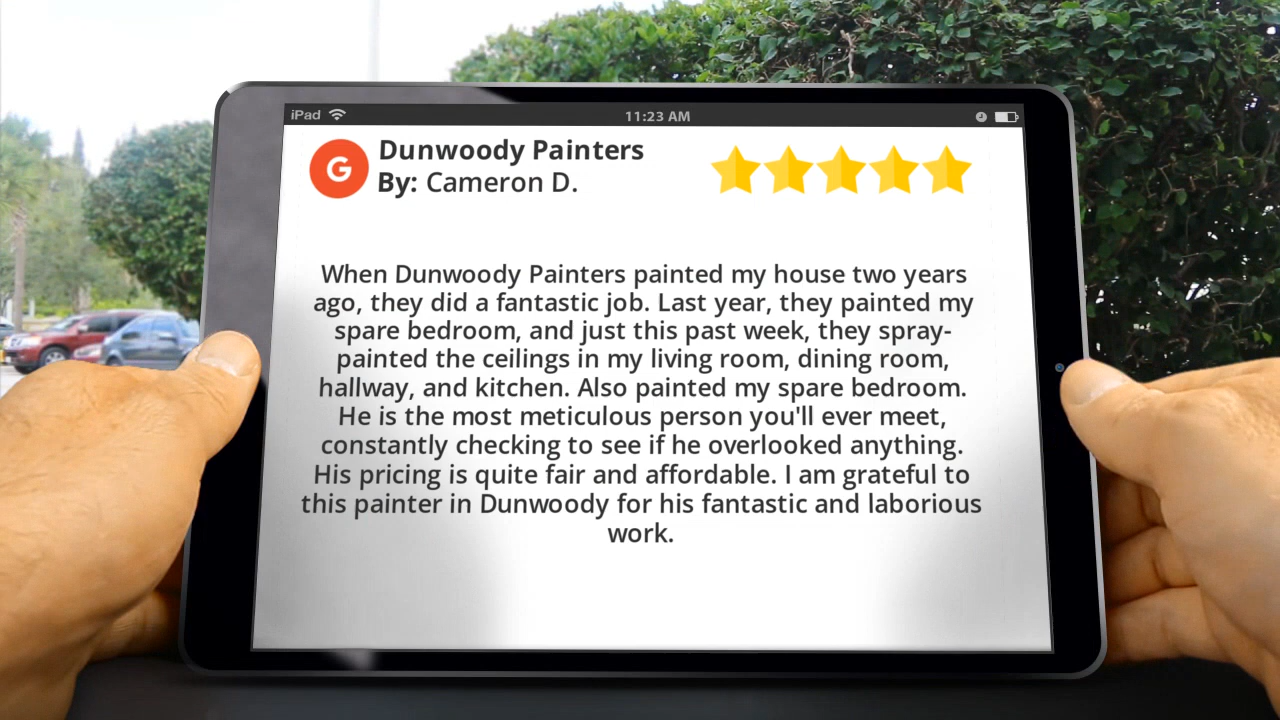 iPad
11:23 AM
G
Dunwoody Painters
By: Cameron D.
When Dunwoody Painters painted my house two years
ago, they did a fantastic job. Last year, they painted my
spare bedroom, and just this past week, they spray-
painted the ceilings in my living room, dining room,
hallway, and kitchen. Also painted my spare bedroom.
He is the most meticulous person you'll ever meet,
constantly checking to see if he overlooked anything.
His pricing is quite fair and affordable. I am grateful to
this painter in Dunwoody for his fantastic and laborious
work.